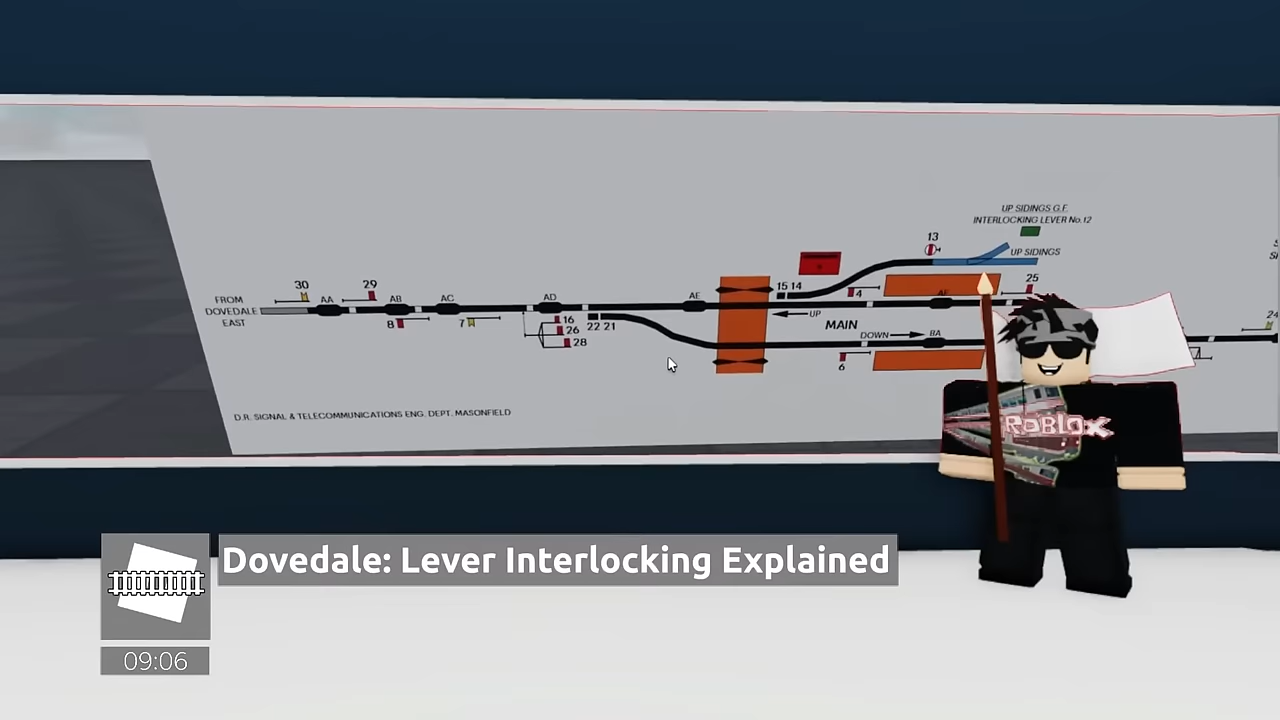 UP SIDINGS G.F.
INTERLOCKING LEVER No.12
13
UP SIDINGS
30
29
15 14
4
25
FROM
DOVEDALE
EAST
AA
AB
AC
AD
AE
AF
UP
8
7
16
26
28
22 21
MAIN
DOWN
BA
6
24
D.R. SIGNAL & TELECOMMUNICATIONS ENG. DEPT. MASONFIELD
ROBLOX
Dovedale: Lever Interlocking Explained
09:06